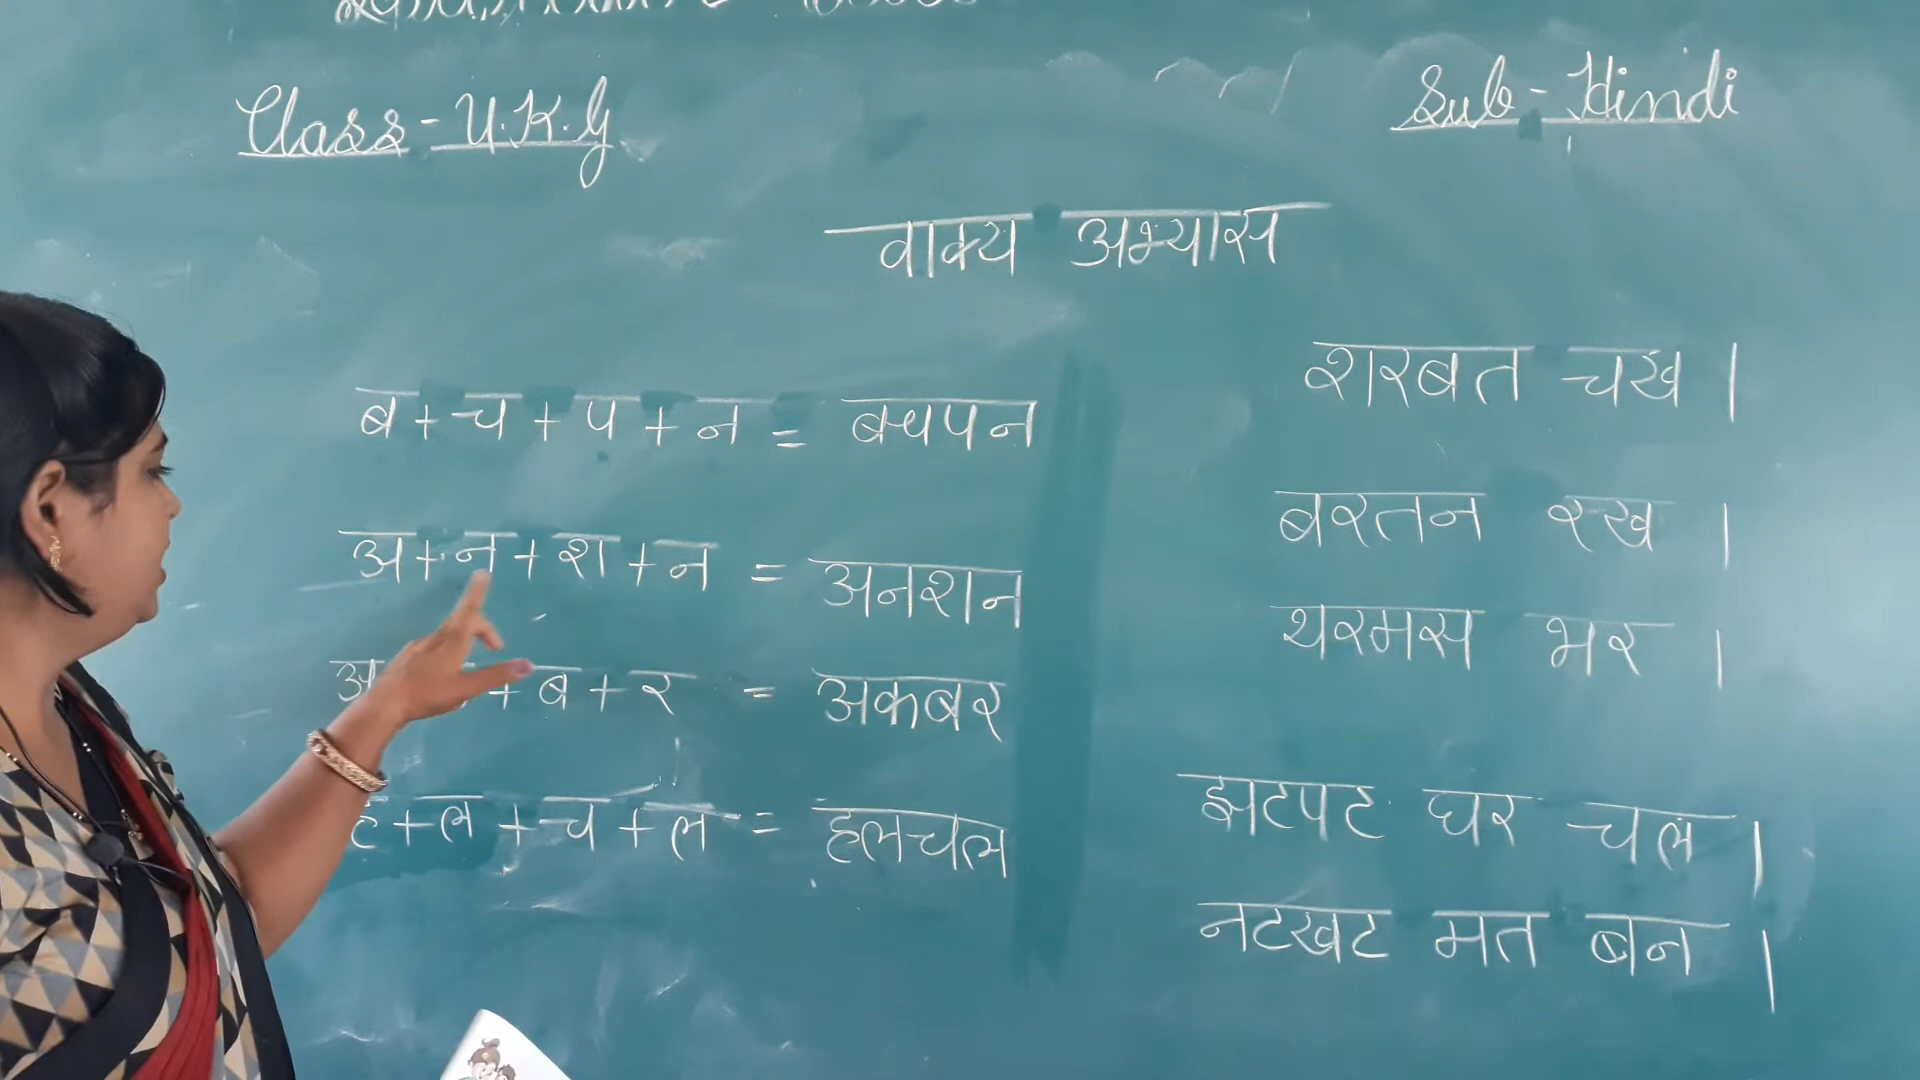 Class - U.K.G
Sub - Hindi
वाक्य अभ्यास
ब + च + प + न = बचपन
अ + न + श + न = अनशन
अ + ब + र = अकबर
ह + ल + च + ल = हलचल
शरबत चख ।
बरतन रख ।
थरमस भर ।
झटपट घर चल ।
नटखट मत बन ।